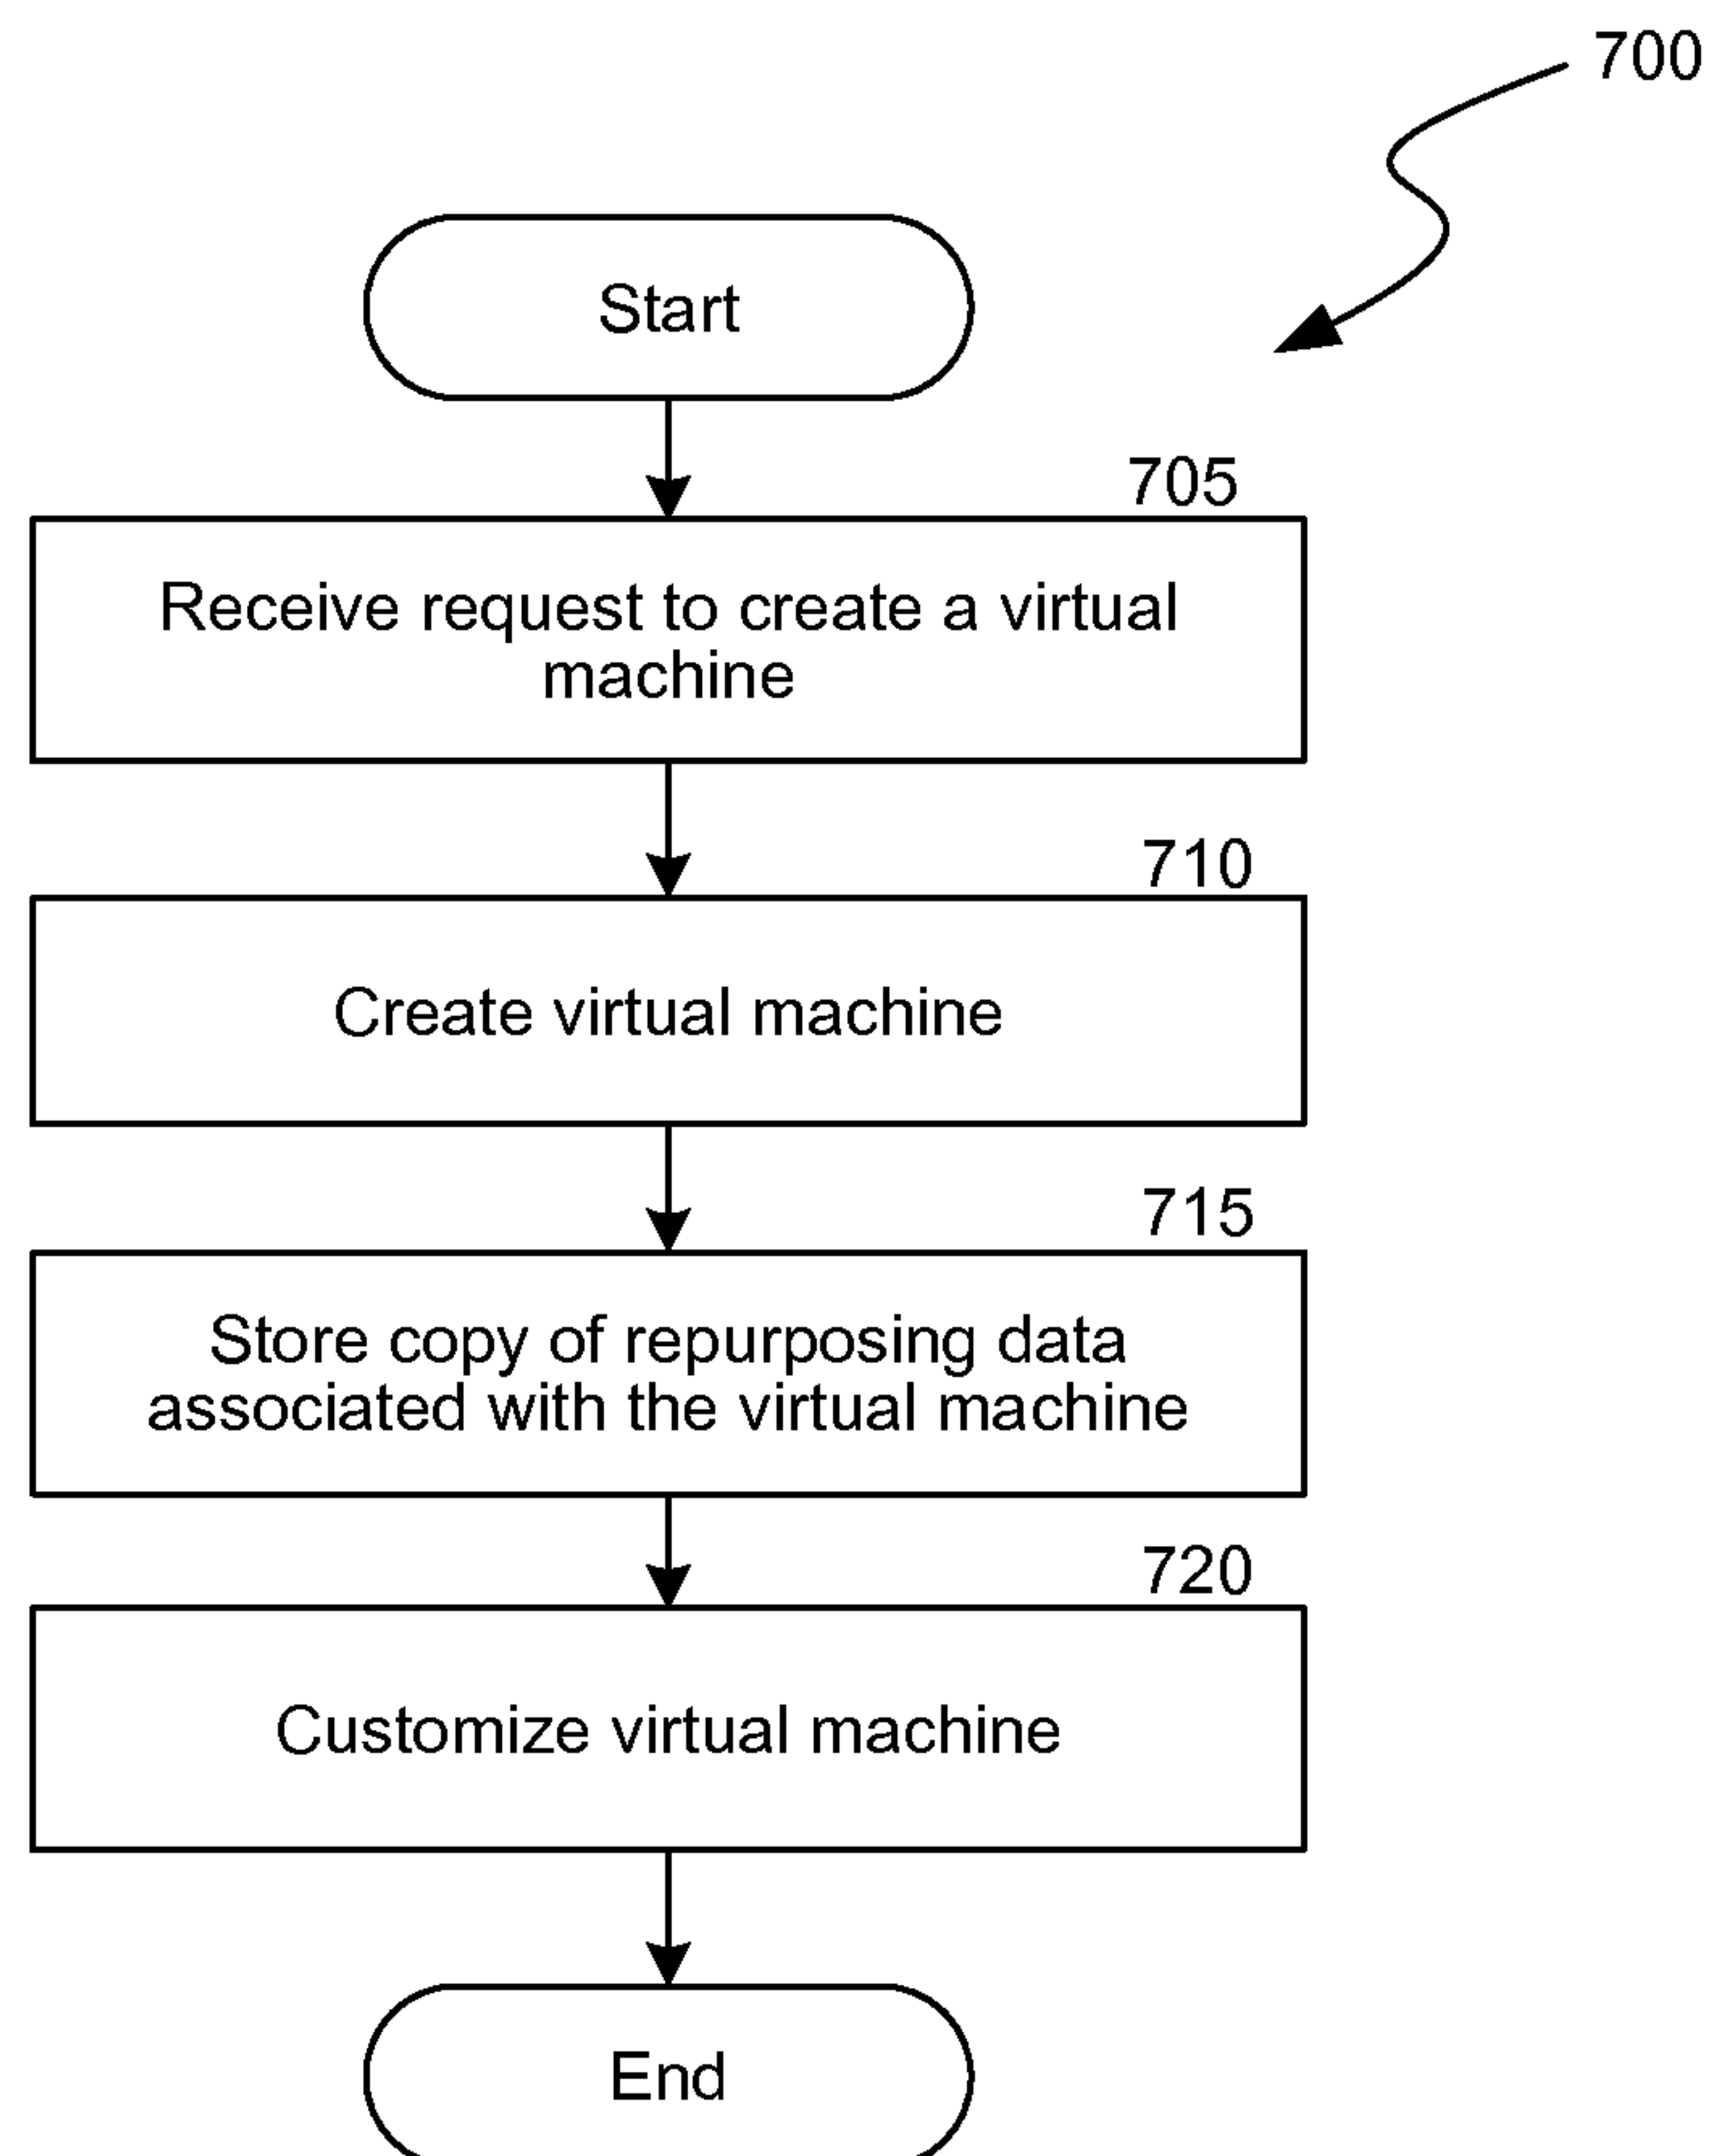 700
Start
705
Receive request to create a virtual
machine
710
Create virtual machine
715
Store copy of repurposing data
associated with the virtual machine
720
Customize virtual machine
End